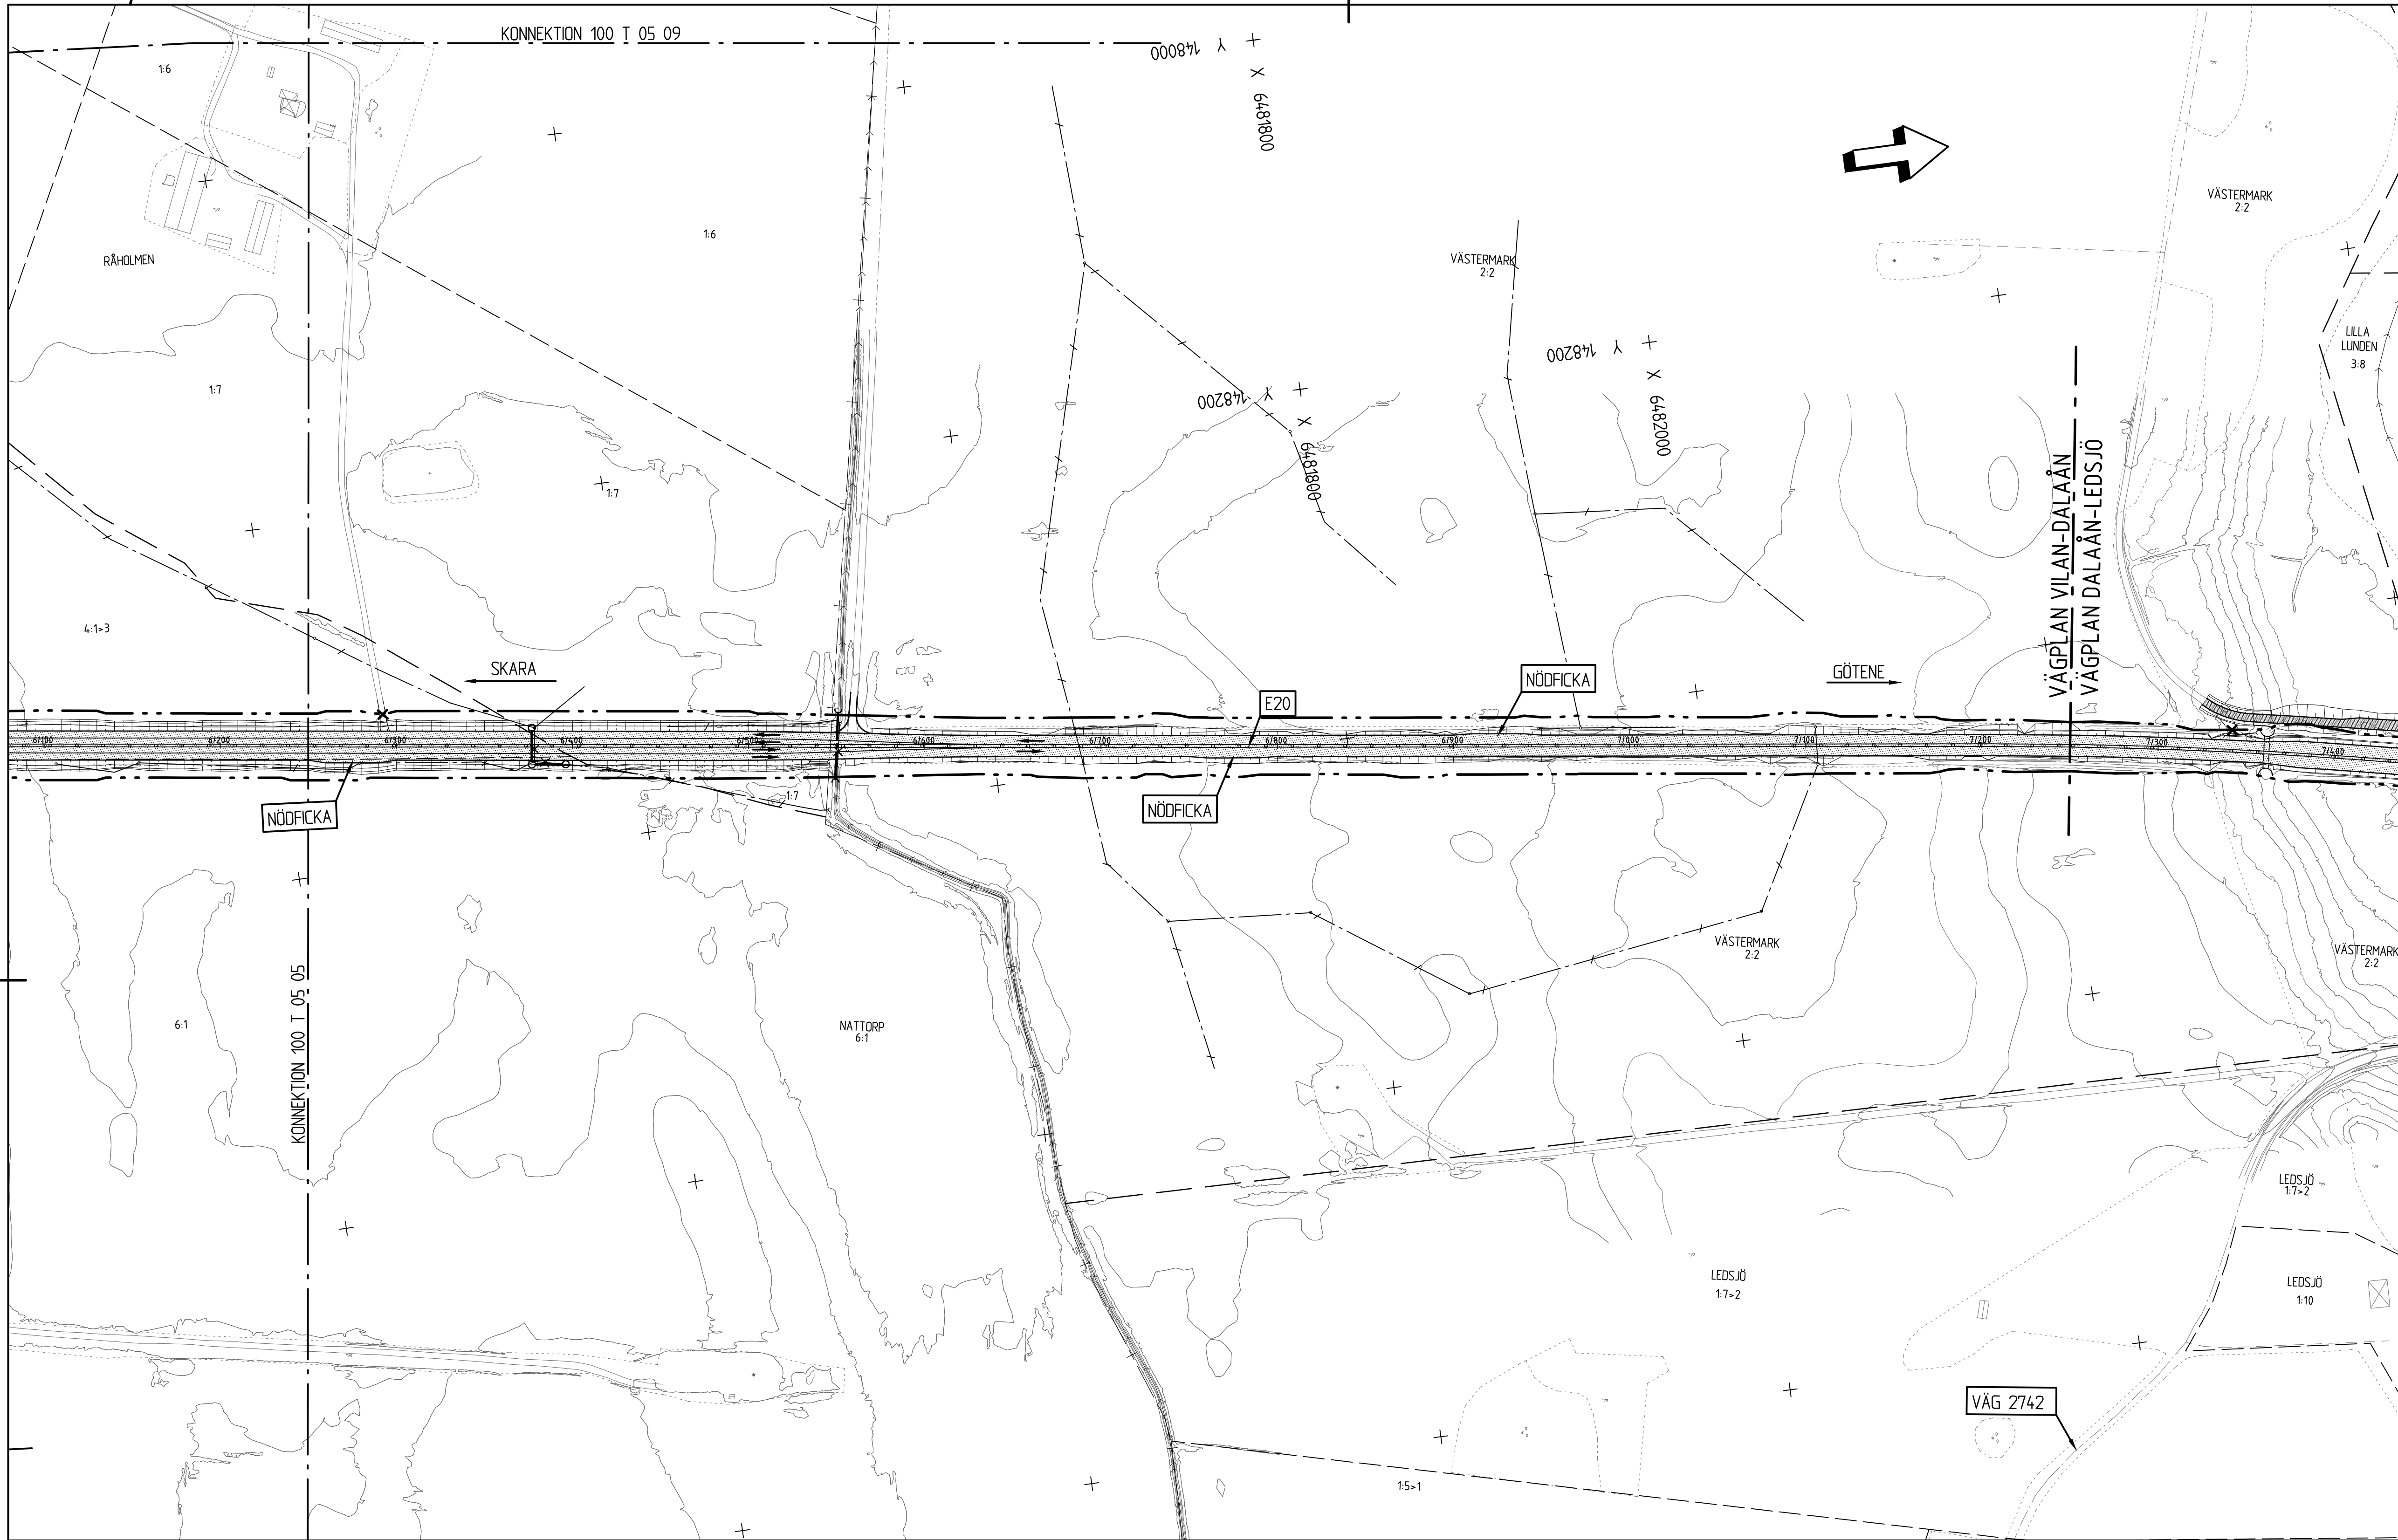 KONNEKTION 100 T 05 09
Y 148000
X 6481800
1:6
1:6
RÅHOLMEN
VÄSTERMARK
2:2
VÄSTERMARK
2:2
LILLA
LUNDEN
3:8
1:7
1:7
Y 148200
X 6481800
Y 148200
X 6482000
VÄGPLAN VILAN-DALAÅN
VÄGPLAN DALAÅN-LEDSJÖ
4:1>3
SKARA
E20
NÖDFICKA
GÖTENE
6/100
6/200
6/300
6/400
6/500
6/600
6/700
6/800
6/900
7/000
7/100
7/200
7/300
7/400
NÖDFICKA
1:7
NÖDFICKA
KONNEKTION 100 T 05 05
6:1
NATTORP
6:1
VÄSTERMARK
2:2
VÄSTERMARK
2:2
LEDSJÖ
1:7>2
LEDSJÖ
1:7>2
LEDSJÖ
1:10
VÄG 2742
1:5>1